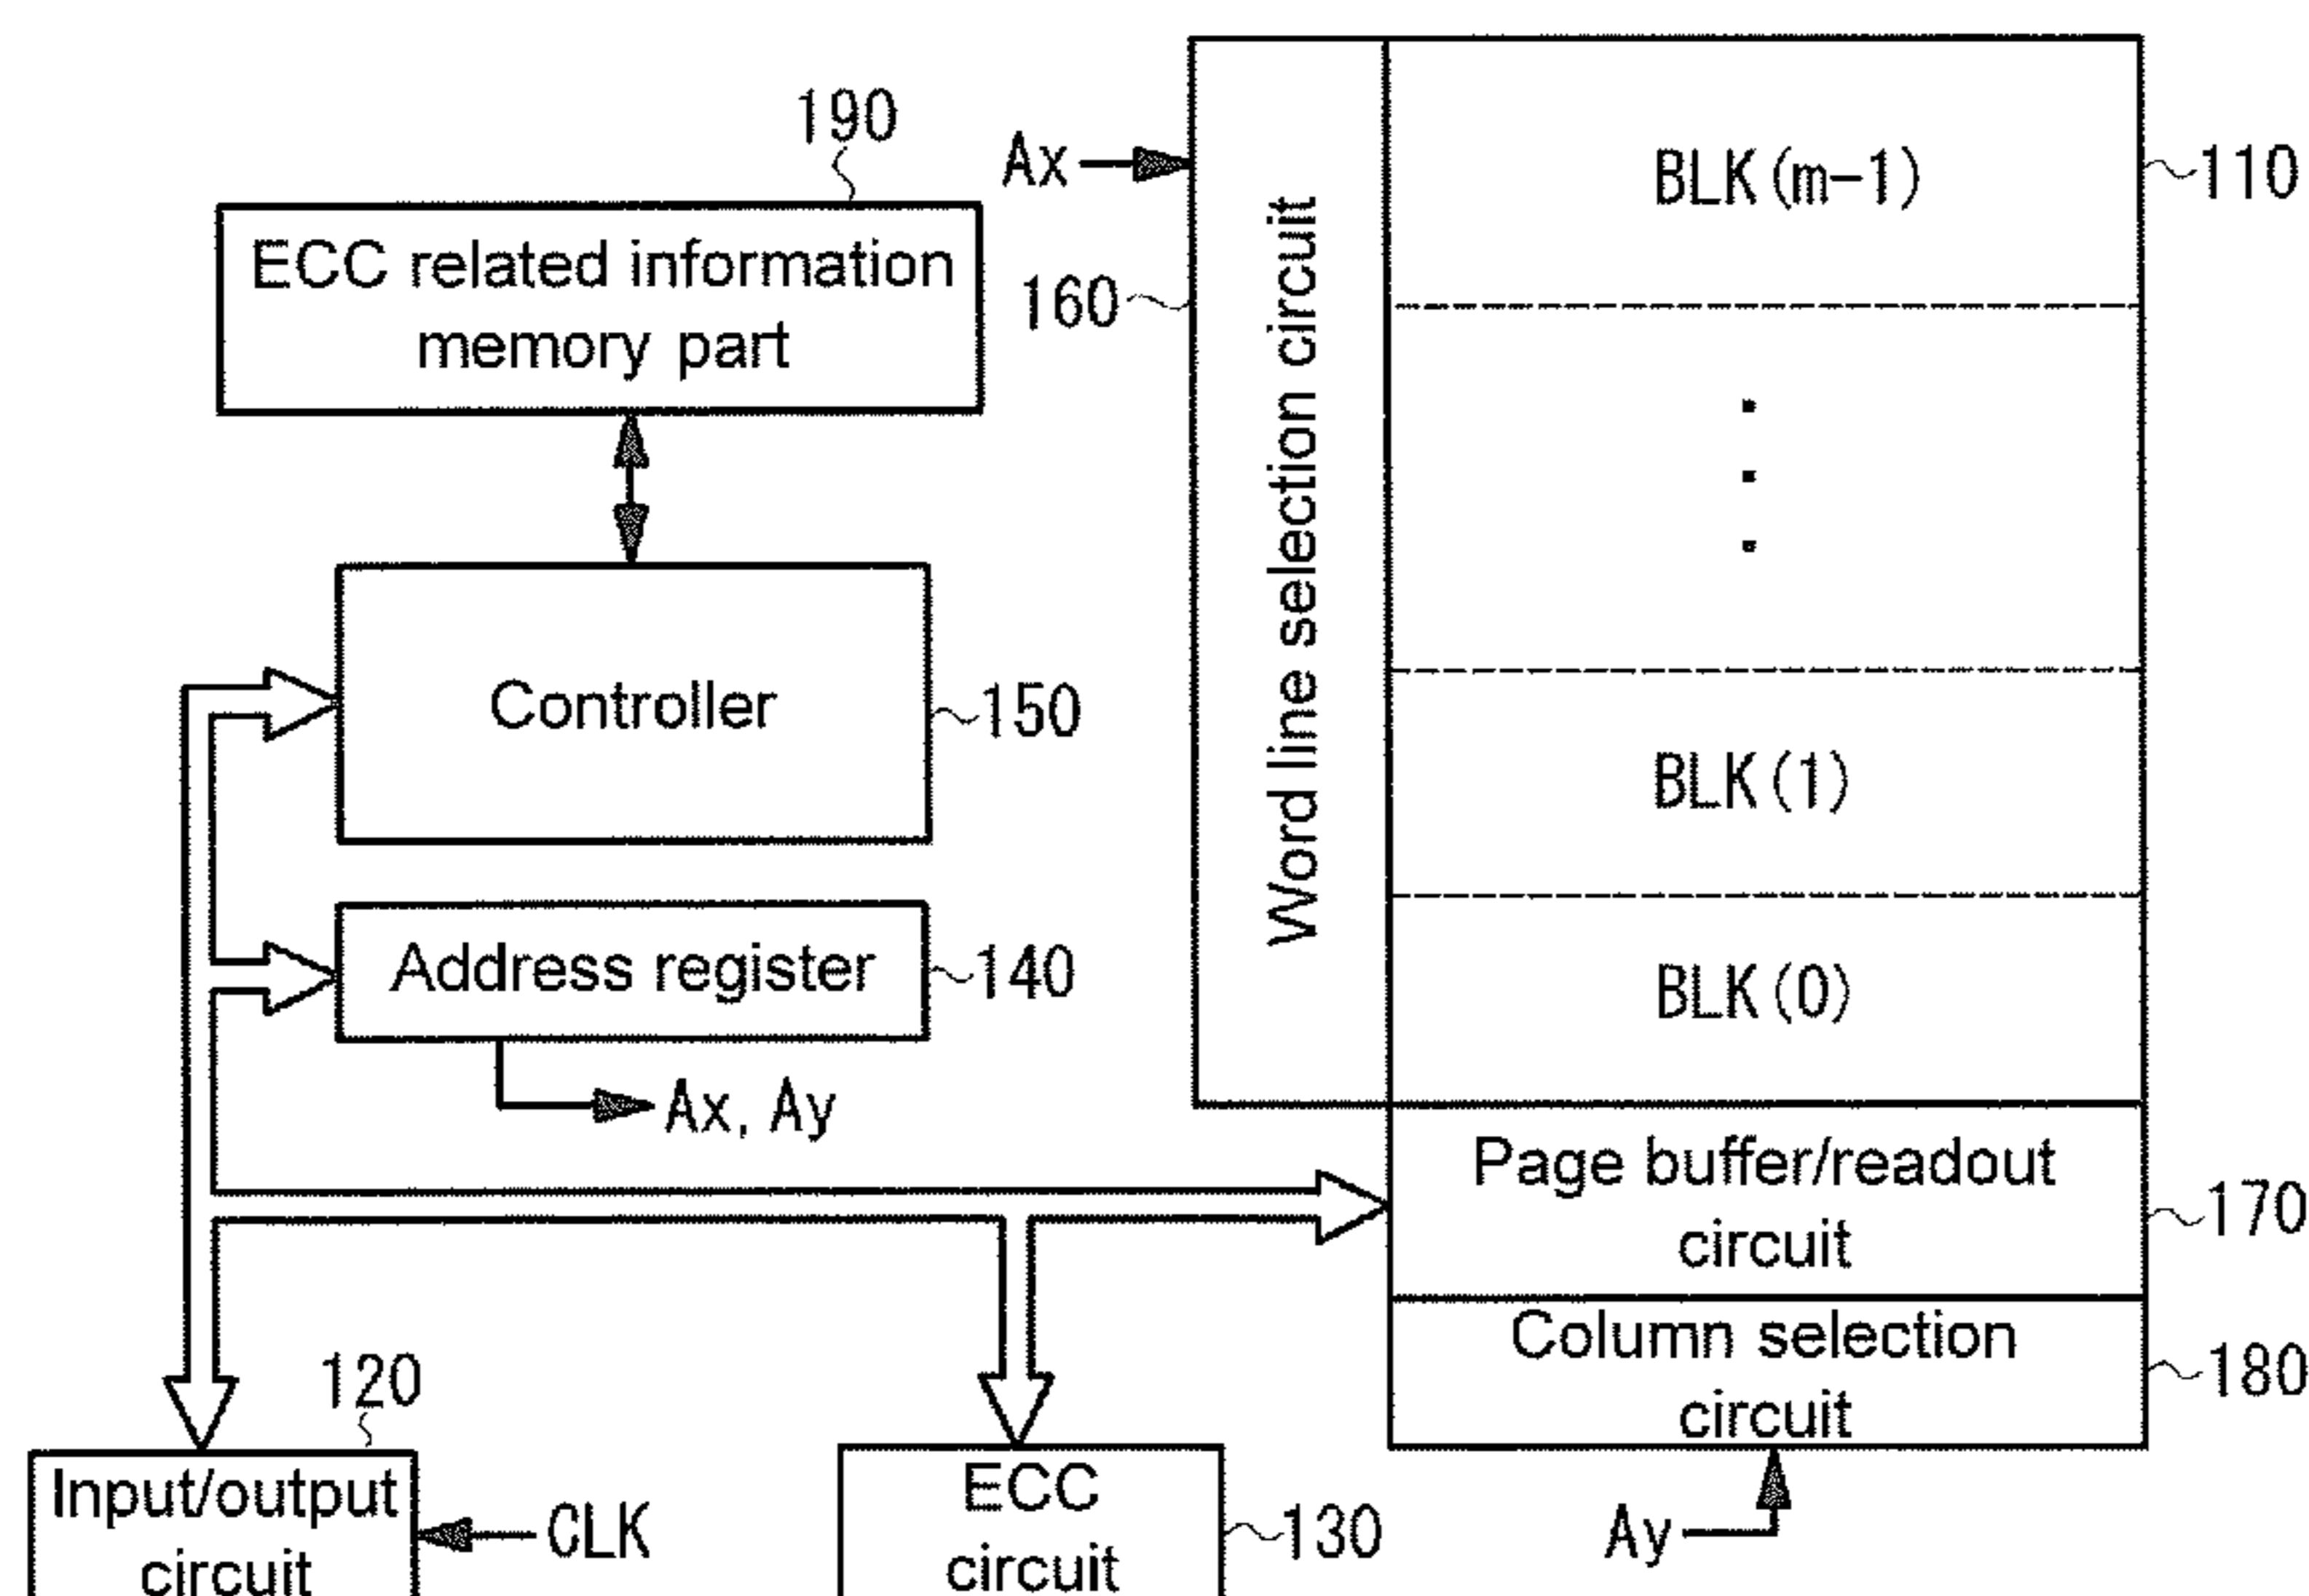 190
ECC related information
memory part
Ax
160
Word line selection circuit
BLK(m-1)
110
Controller
150
BLK(1)
Address register
140
BLK(0)
Ax, Ay
Page buffer/readout
circuit
170
Column selection
circuit
180
120
Input/output
circuit
CLK
ECC
circuit
130
Ay